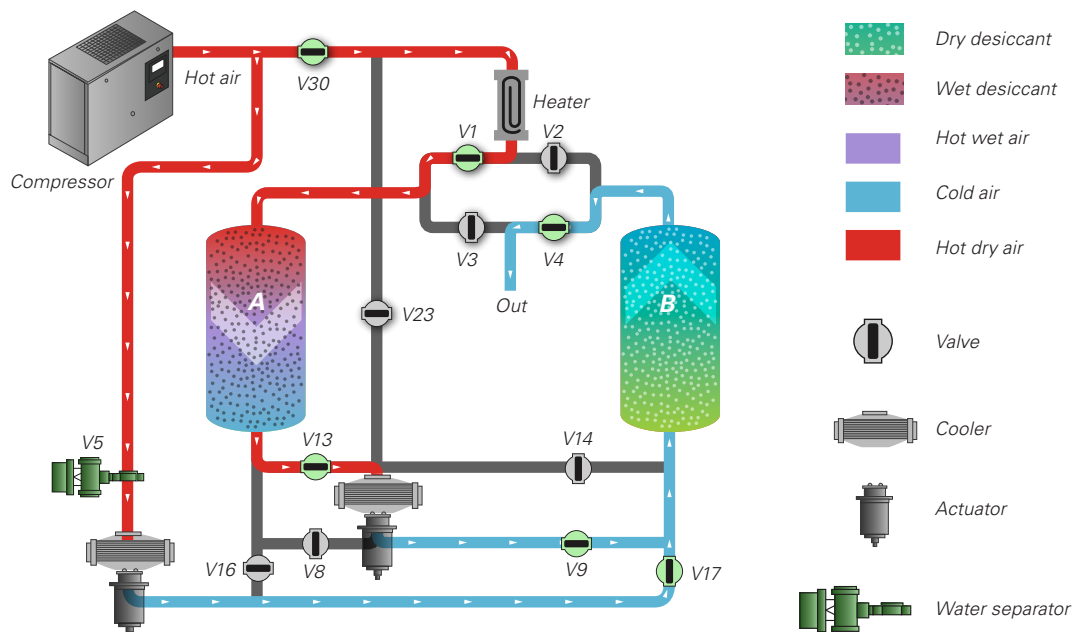 Hot air
V30
Compressor
Heater
V1
V2
V3
V4
Out
A
B
V23
V5
V13
V14
V16
V8
V9
V17
Dry desiccant
Wet desiccant
Hot wet air
Cold air
Hot dry air
Valve
Cooler
Actuator
Water separator